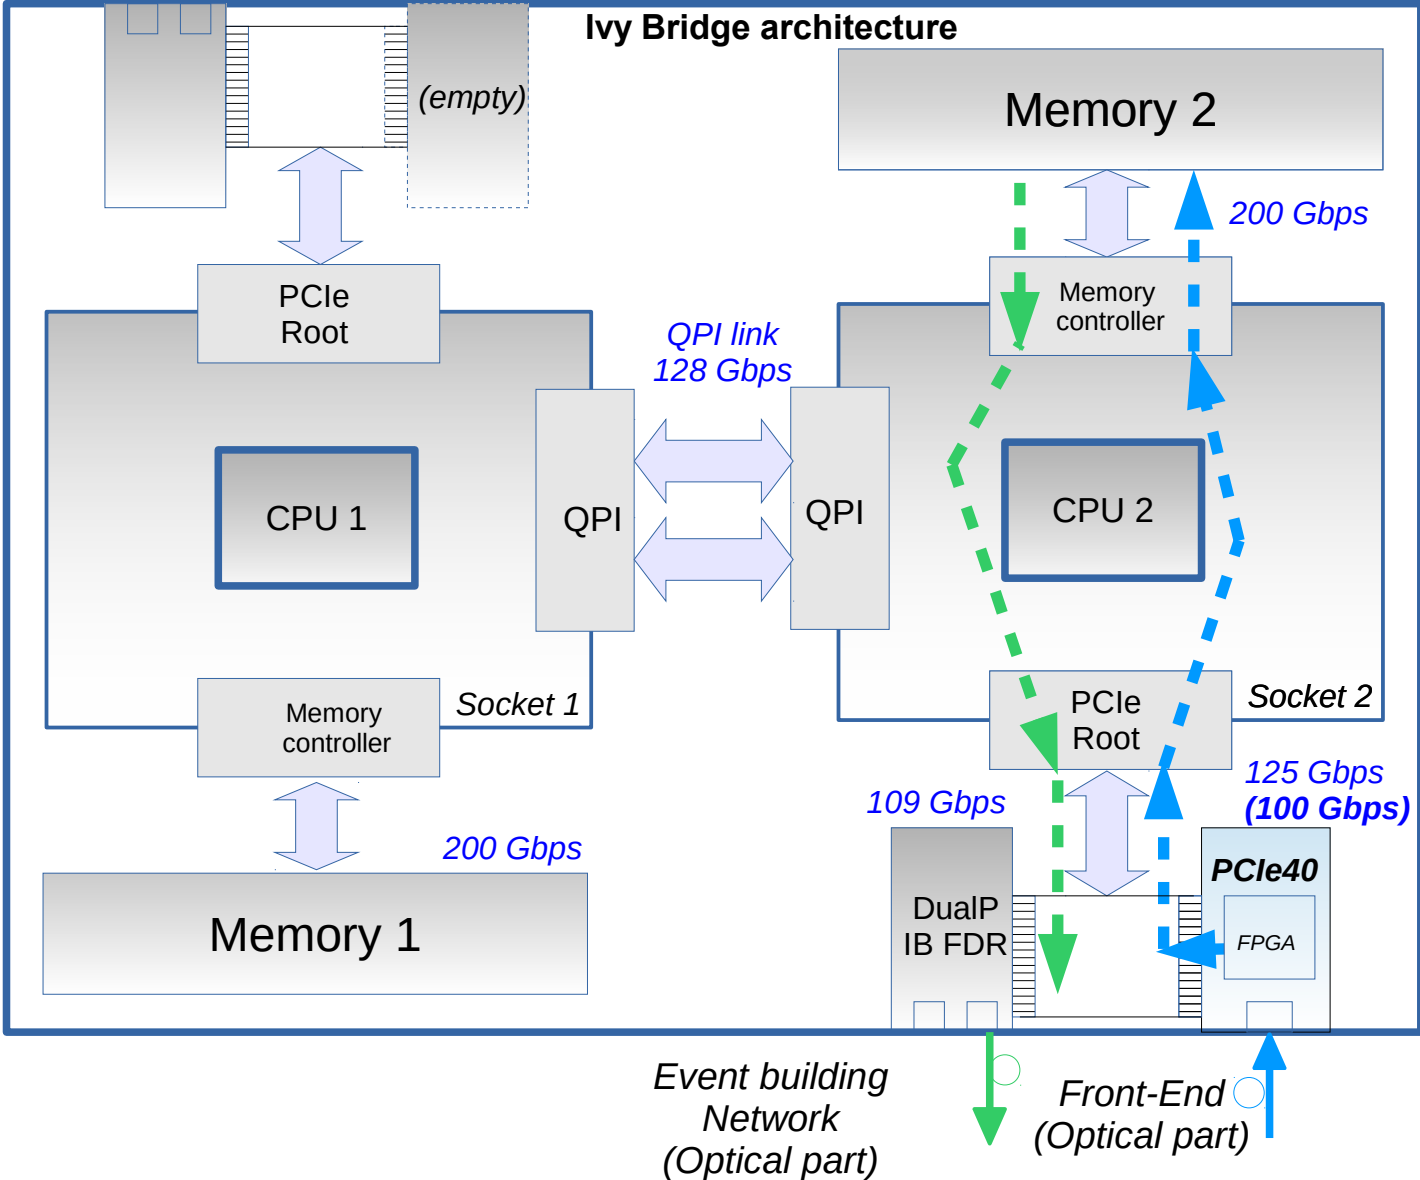 Ivy Bridge architecture
(empty)
Memory 2
200 Gbps
PCIe
Root
Memory
controller
QPI link
128 Gbps
CPU 1
QPI
QPI
CPU 2
Socket 1
Memory
controller
PCIe
Root
Socket 2
125 Gbps
(100 Gbps)
109 Gbps
200 Gbps
Memory 1
DualP
IB FDR
PCIe40
FPGA
Event building
Network
(Optical part)
Front-End
(Optical part)